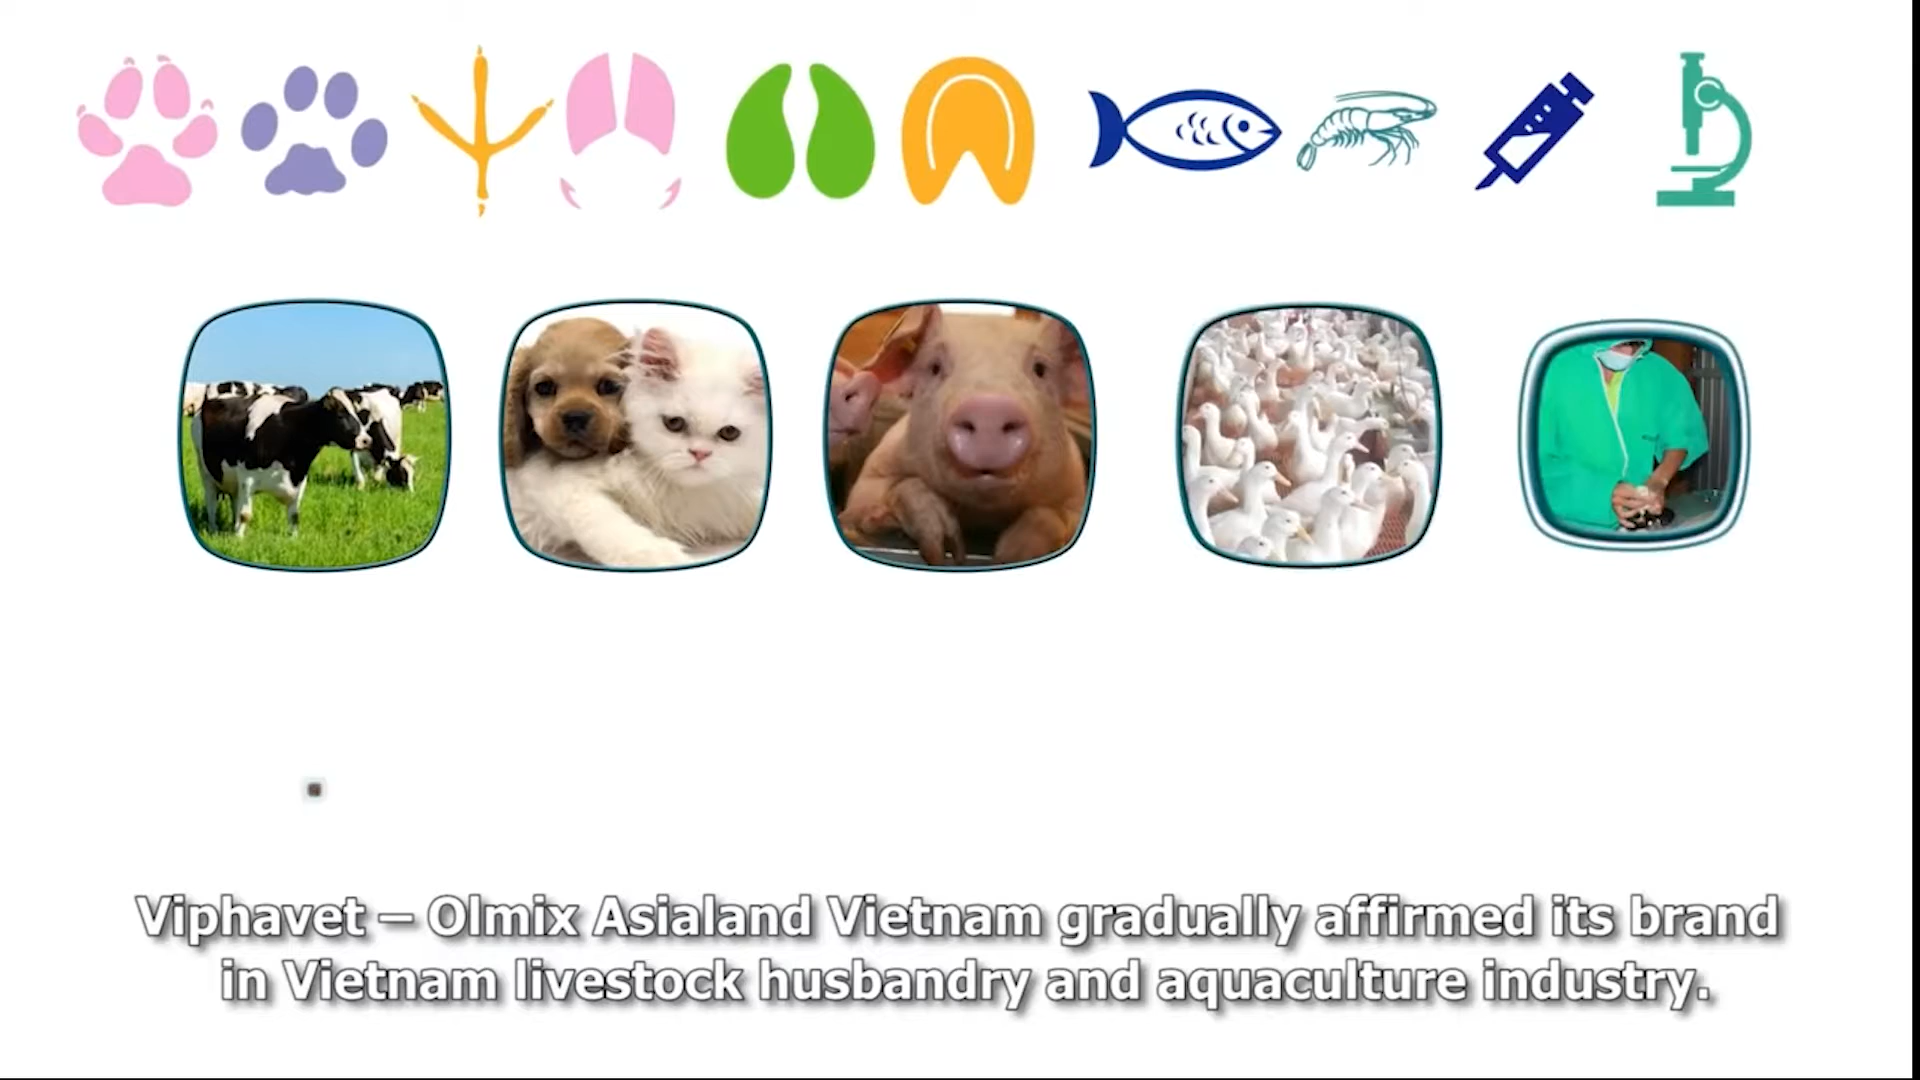 Viphavet – Olmix Asialand Vietnam gradually affirmed its brand
in Vietnam livestock husbandry and aquaculture industry.